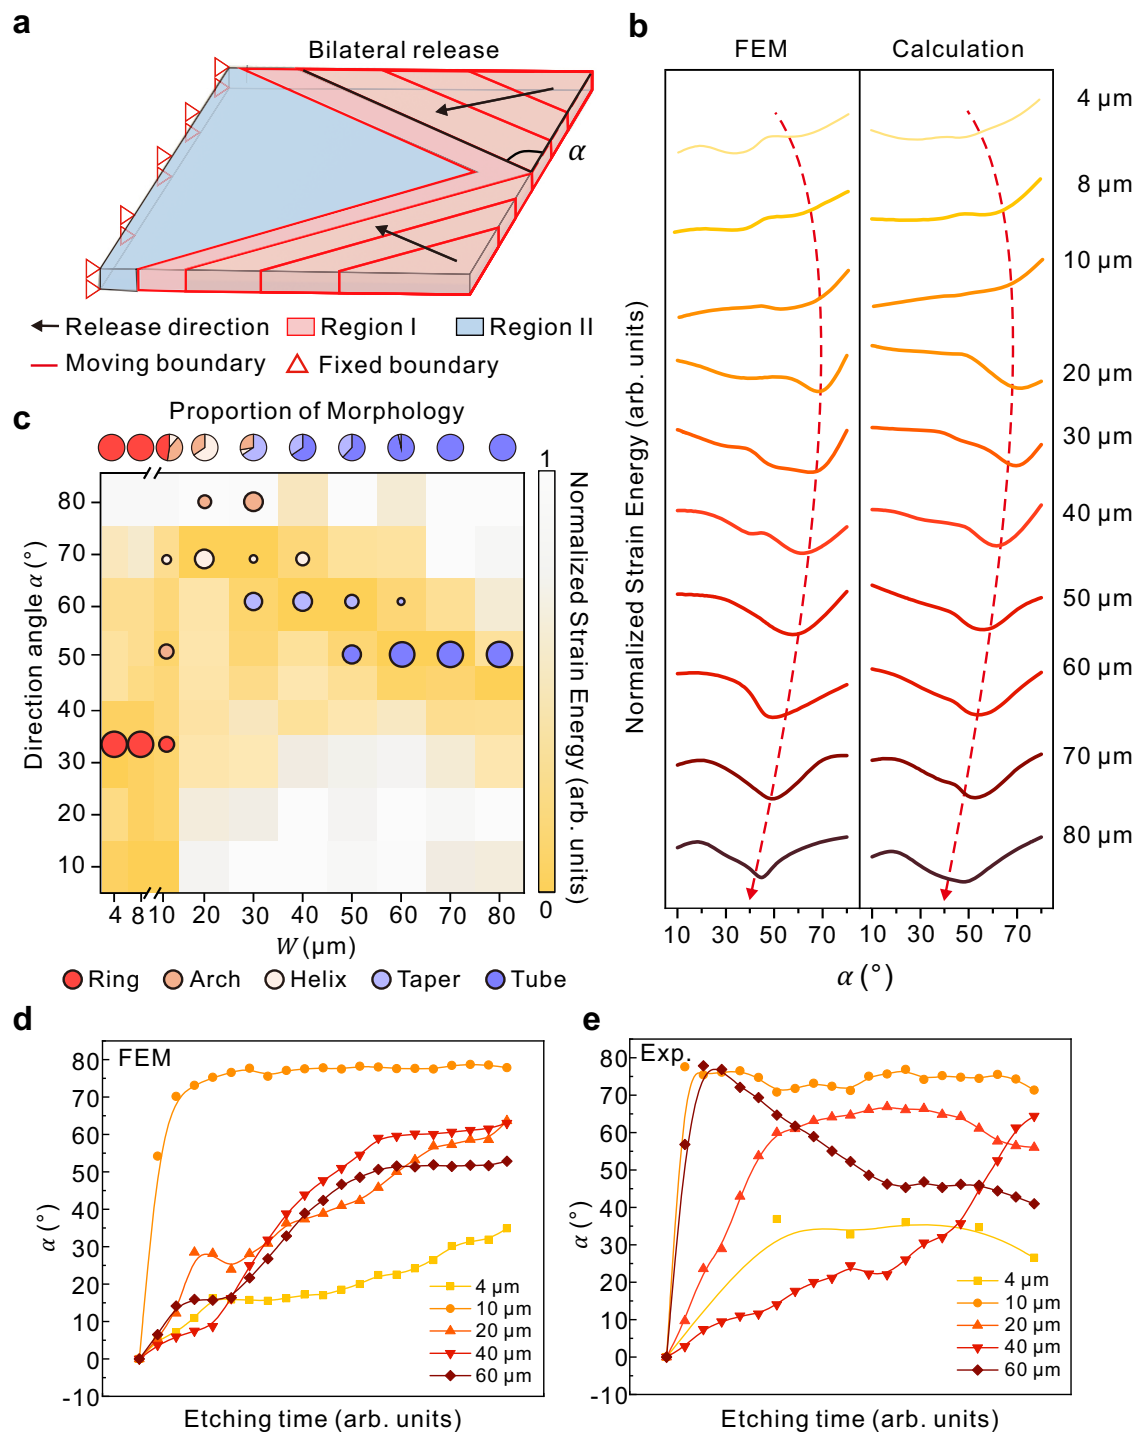 a
Bilateral release
α
Release direction
Region I
Region II
Moving boundary
Fixed boundary
b
FEM
Calculation
4 μm
8 μm
10 μm
20 μm
30 μm
40 μm
50 μm
60 μm
70 μm
80 μm
Normalized Strain Energy (arb. units)
10 30 50 70 10 30 50 70
α (°)
c
Proportion of Morphology
80
70
60
50
40
30
20
10
Direction angle α (°)
4 8 10 20 30 40 50 60 70 80
W (μm)
1
0
Normalized Strain Energy (arb. units)
Ring Arch Helix Taper Tube
d
FEM
80
70
60
50
40
30
20
10
0
-10
α (°)
4 μm
10 μm
20 μm
40 μm
60 μm
Etching time (arb. units)
e
Exp.
80
70
60
50
40
30
20
10
0
-10
α (°)
4 μm
10 μm
20 μm
40 μm
60 μm
Etching time (arb. units)